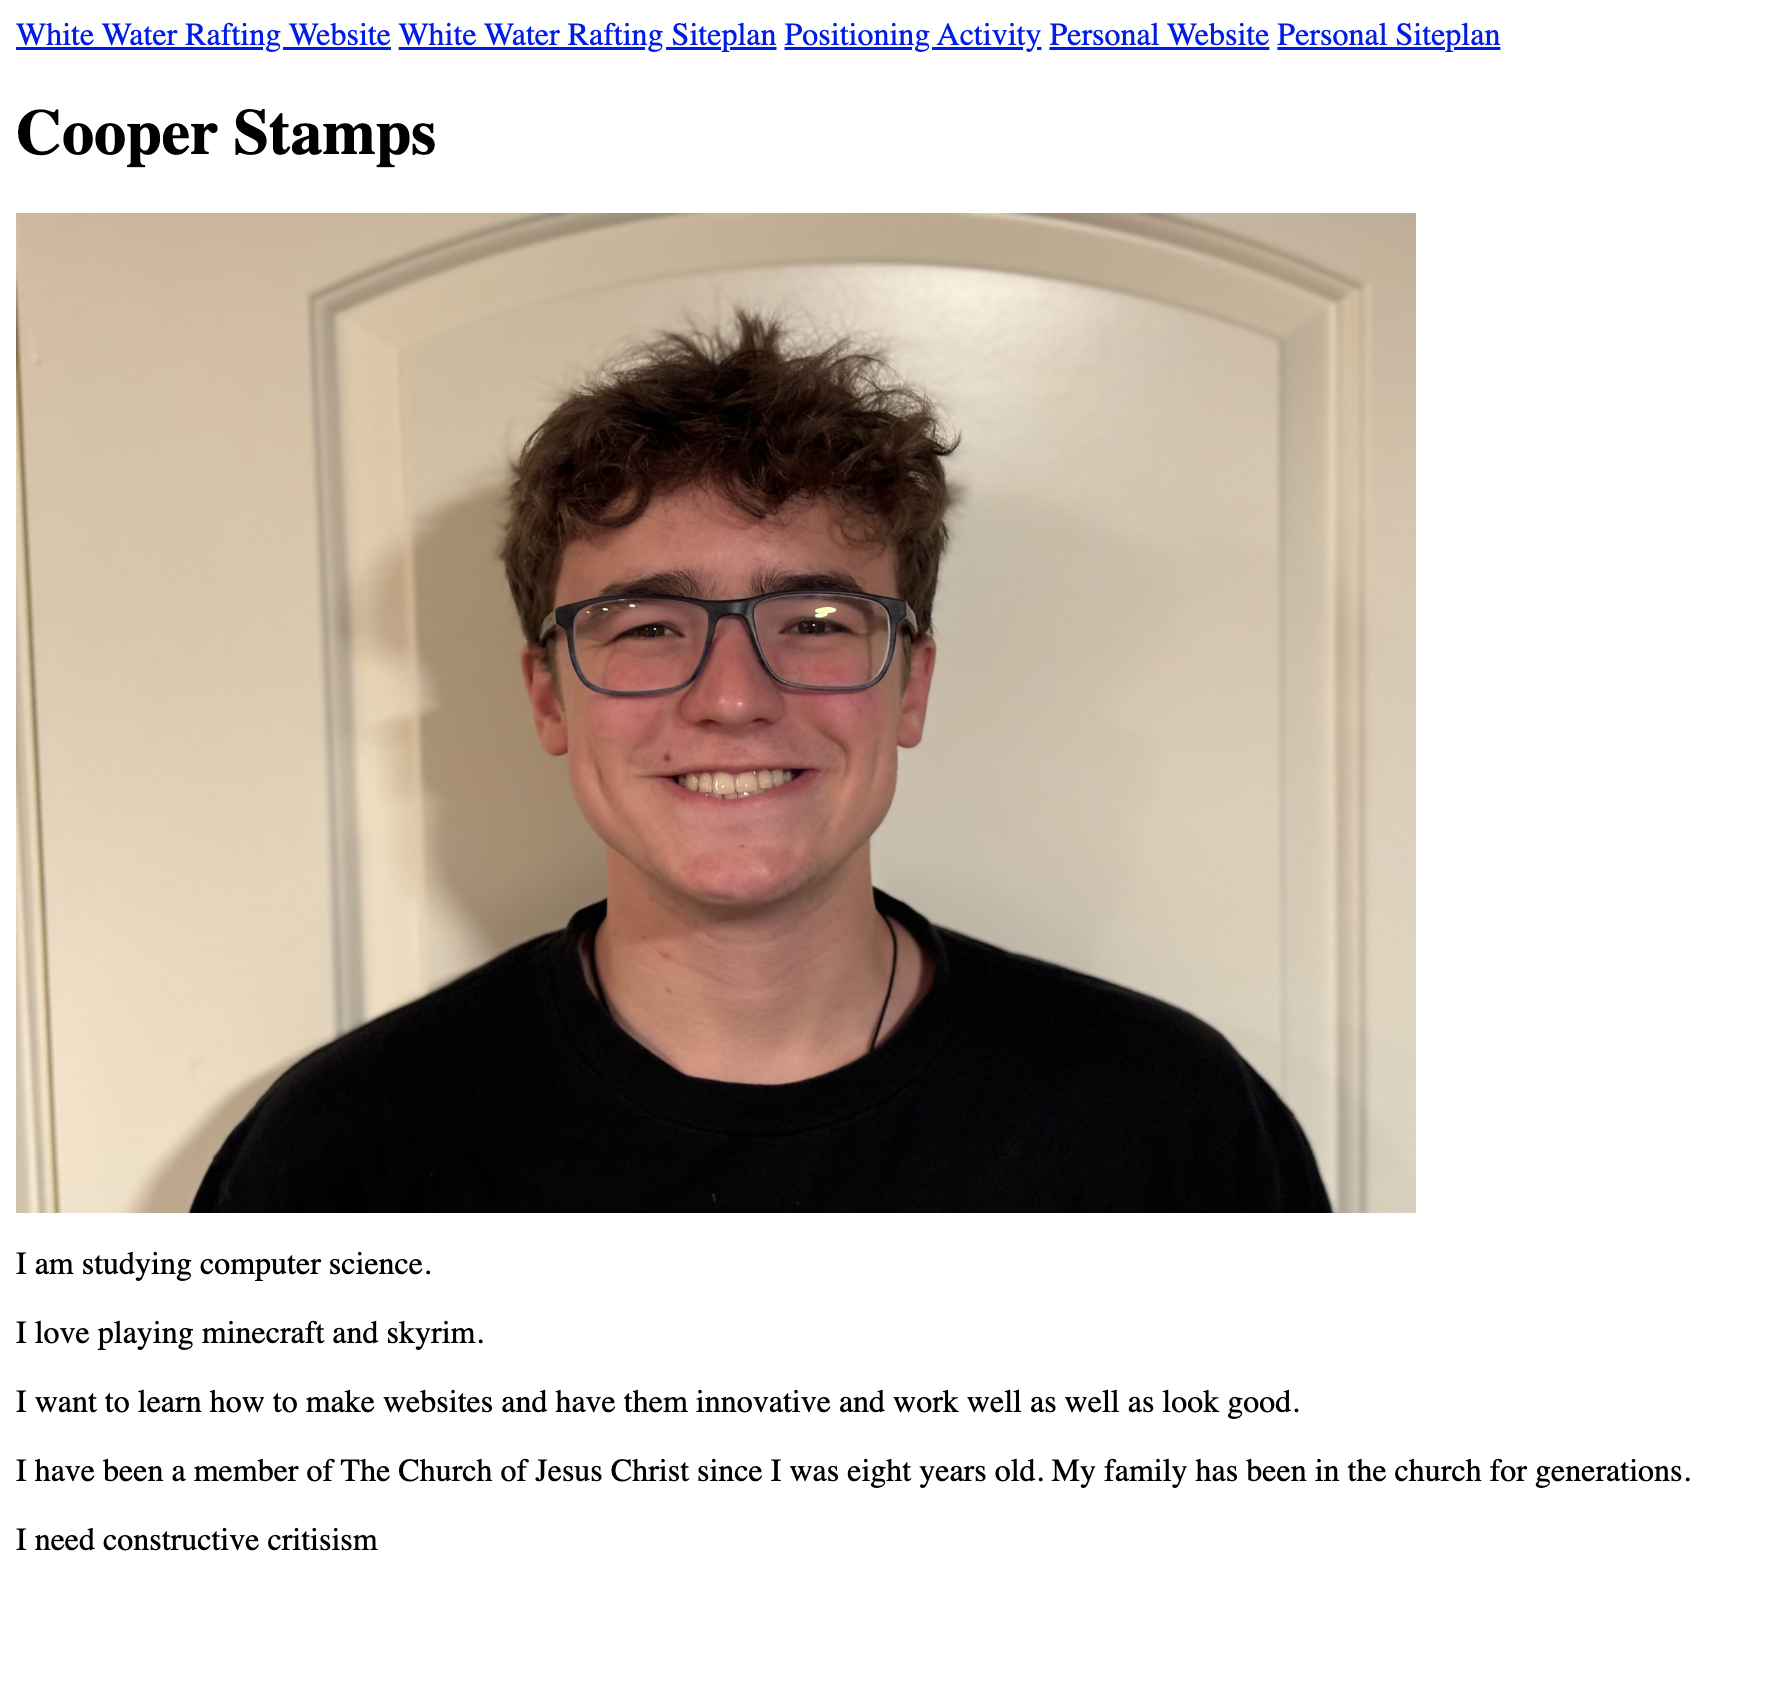 White Water Rafting Website White Water Rafting Siteplan Positioning Activity Personal Website Personal Siteplan
Cooper Stamps
I am studying computer science.
I love playing minecraft and skyrim.
I want to learn how to make websites and have them innovative and work well as well as look good.
I have been a member of The Church of Jesus Christ since I was eight years old. My family has been in the church for generations.
I need constructive critisism